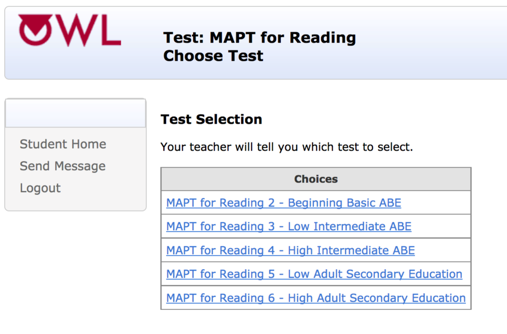 OWL
Test: MAPT for Reading
Choose Test
Student Home
Send Message
Logout
Test Selection
Your teacher will tell you which test to select.
Choices
MAPT for Reading 2 - Beginning Basic ABE
MAPT for Reading 3 - Low Intermediate ABE
MAPT for Reading 4 - High Intermediate ABE
MAPT for Reading 5 - Low Adult Secondary Education
MAPT for Reading 6 - High Adult Secondary Education